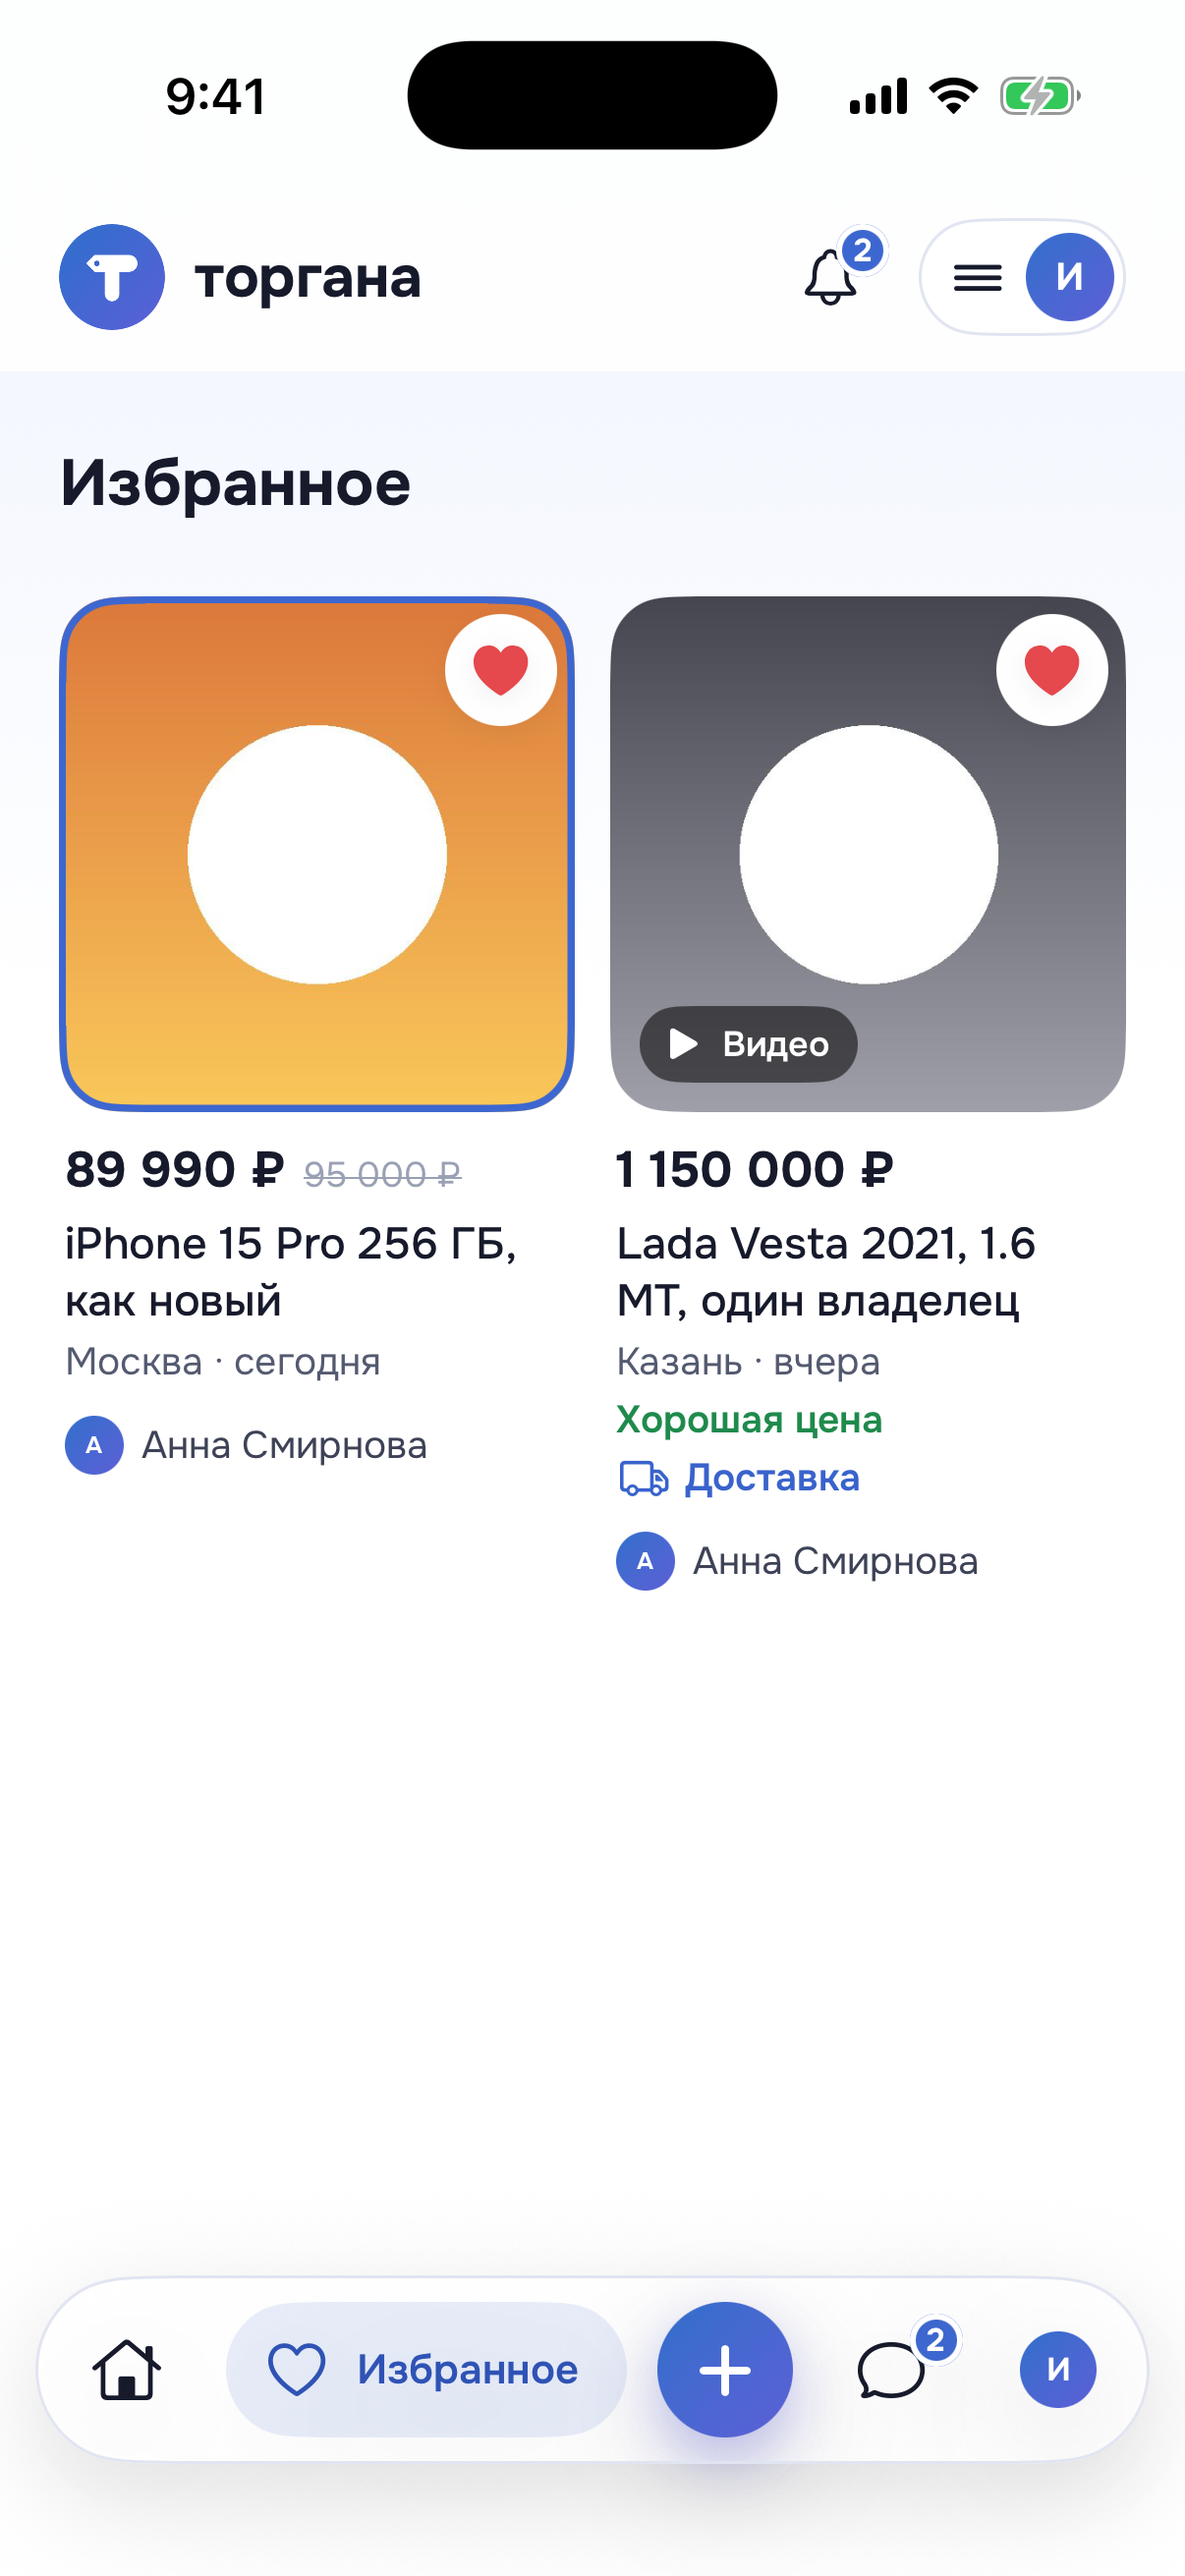 9:41
торгана
2
И
Избранное
Видео
89 990 ₽ 95 000 ₽
iPhone 15 Pro 256 ГБ,
как новый
Москва · сегодня
А Анна Смирнова
1 150 000 ₽
Lada Vesta 2021, 1.6
МТ, один владелец
Казань · вчера
Хорошая цена
Доставка
А Анна Смирнова
Избранное
2
И